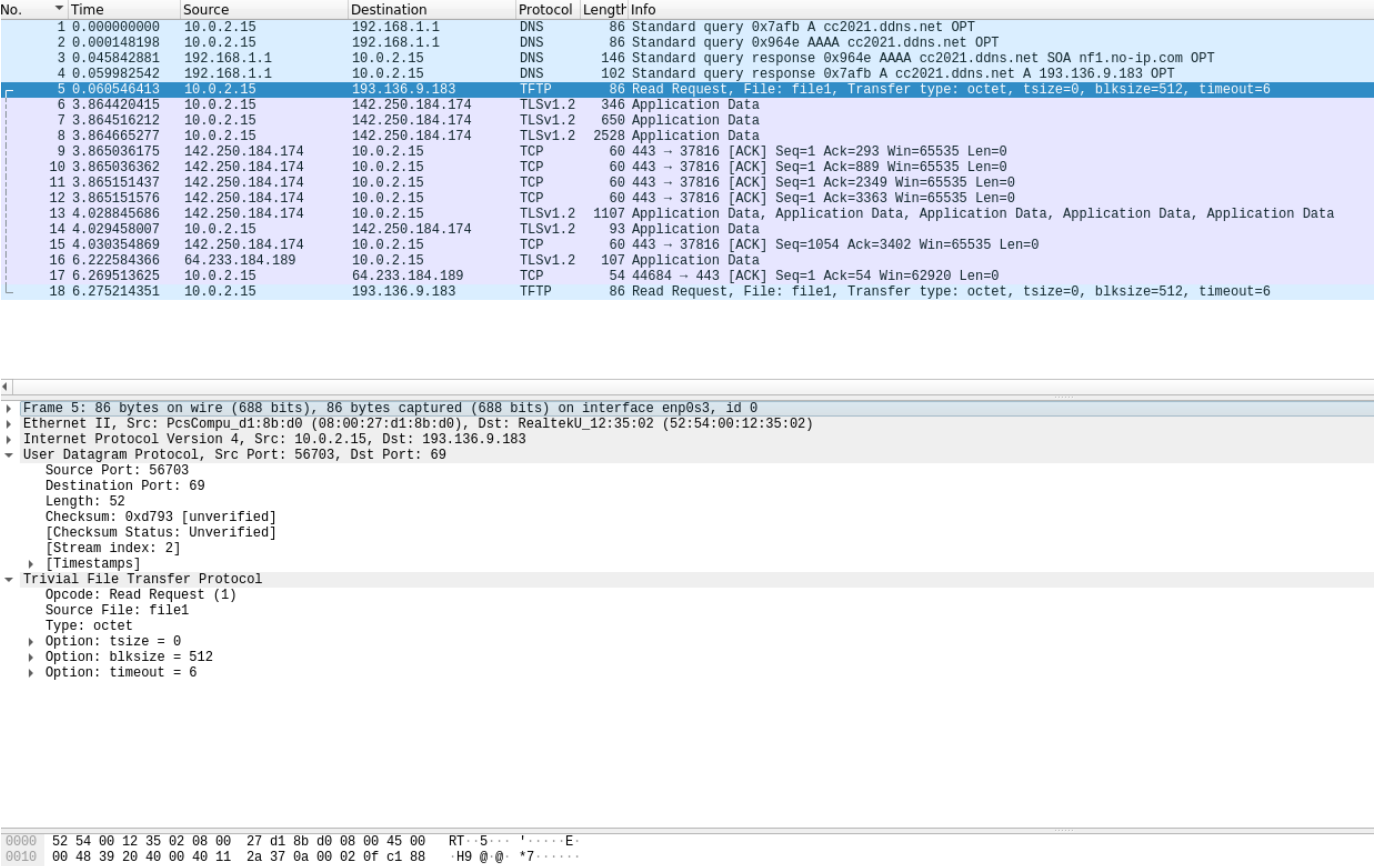 No. Time Source Destination Protocol Length Info
1 0.000000000 10.0.2.15 192.168.1.1 DNS 86 Standard query 0x7afb A cc2021.ddns.net OPT
2 0.000148198 10.0.2.15 192.168.1.1 DNS 86 Standard query 0x964e AAAA cc2021.ddns.net OPT
3 0.045842881 192.168.1.1 10.0.2.15 DNS 146 Standard query response 0x964e AAAA cc2021.ddns.net SOA nf1.no-ip.com OPT
4 0.059982542 192.168.1.1 10.0.2.15 DNS 102 Standard query response 0x7afb A cc2021.ddns.net A 193.136.9.183 OPT
5 0.060546413 10.0.2.15 193.136.9.183 TFTP 86 Read Request, File: file1, Transfer type: octet, tsize=0, blksize=512, timeout=6
6 3.864420415 10.0.2.15 142.250.184.174 TLSv1.2 346 Application Data
7 3.864516212 10.0.2.15 142.250.184.174 TLSv1.2 650 Application Data
8 3.864665277 10.0.2.15 142.250.184.174 TLSv1.2 2528 Application Data
9 3.865036175 142.250.184.174 10.0.2.15 TCP 60 443 → 37816 [ACK] Seq=1 Ack=293 Win=65535 Len=0
10 3.865036362 142.250.184.174 10.0.2.15 TCP 60 443 → 37816 [ACK] Seq=1 Ack=889 Win=65535 Len=0
11 3.865151437 142.250.184.174 10.0.2.15 TCP 60 443 → 37816 [ACK] Seq=1 Ack=2349 Win=65535 Len=0
12 3.865151576 142.250.184.174 10.0.2.15 TCP 60 443 → 37816 [ACK] Seq=1 Ack=3363 Win=65535 Len=0
13 4.028845686 142.250.184.174 10.0.2.15 TLSv1.2 1107 Application Data, Application Data, Application Data, Application Data, Application Data
14 4.029458007 10.0.2.15 142.250.184.174 TLSv1.2 93 Application Data
15 4.030354869 142.250.184.174 10.0.2.15 TCP 60 443 → 37816 [ACK] Seq=1054 Ack=3402 Win=65535 Len=0
16 6.222584366 64.233.184.189 10.0.2.15 TLSv1.2 107 Application Data
17 6.269513625 10.0.2.15 64.233.184.189 TCP 54 44684 → 443 [ACK] Seq=1 Ack=54 Win=62920 Len=0
18 6.275214351 10.0.2.15 193.136.9.183 TFTP 86 Read Request, File: file1, Transfer type: octet, tsize=0, blksize=512, timeout=6
Frame 5: 86 bytes on wire (688 bits), 86 bytes captured (688 bits) on interface enp0s3, id 0
Ethernet II, Src: PcsCompu_d1:8b:d0 (08:00:27:d1:8b:d0), Dst: RealtekU_12:35:02 (52:54:00:12:35:02)
Internet Protocol Version 4, Src: 10.0.2.15, Dst: 193.136.9.183
User Datagram Protocol, Src Port: 56703, Dst Port: 69
Source Port: 56703
Destination Port: 69
Length: 52
Checksum: 0xd793 [unverified]
[Checksum Status: Unverified]
[Stream index: 2]
[Timestamps]
Trivial File Transfer Protocol
Opcode: Read Request (1)
Source File: file1
Type: octet
Option: tsize = 0
Option: blksize = 512
Option: timeout = 6
0000 52 54 00 12 35 02 08 00 27 d1 8b d0 08 00 45 00 RT··5··· '·····E·
0010 00 48 39 20 40 00 40 11 2a 37 0a 00 02 0f c1 88 ·H9 @·@· *7······